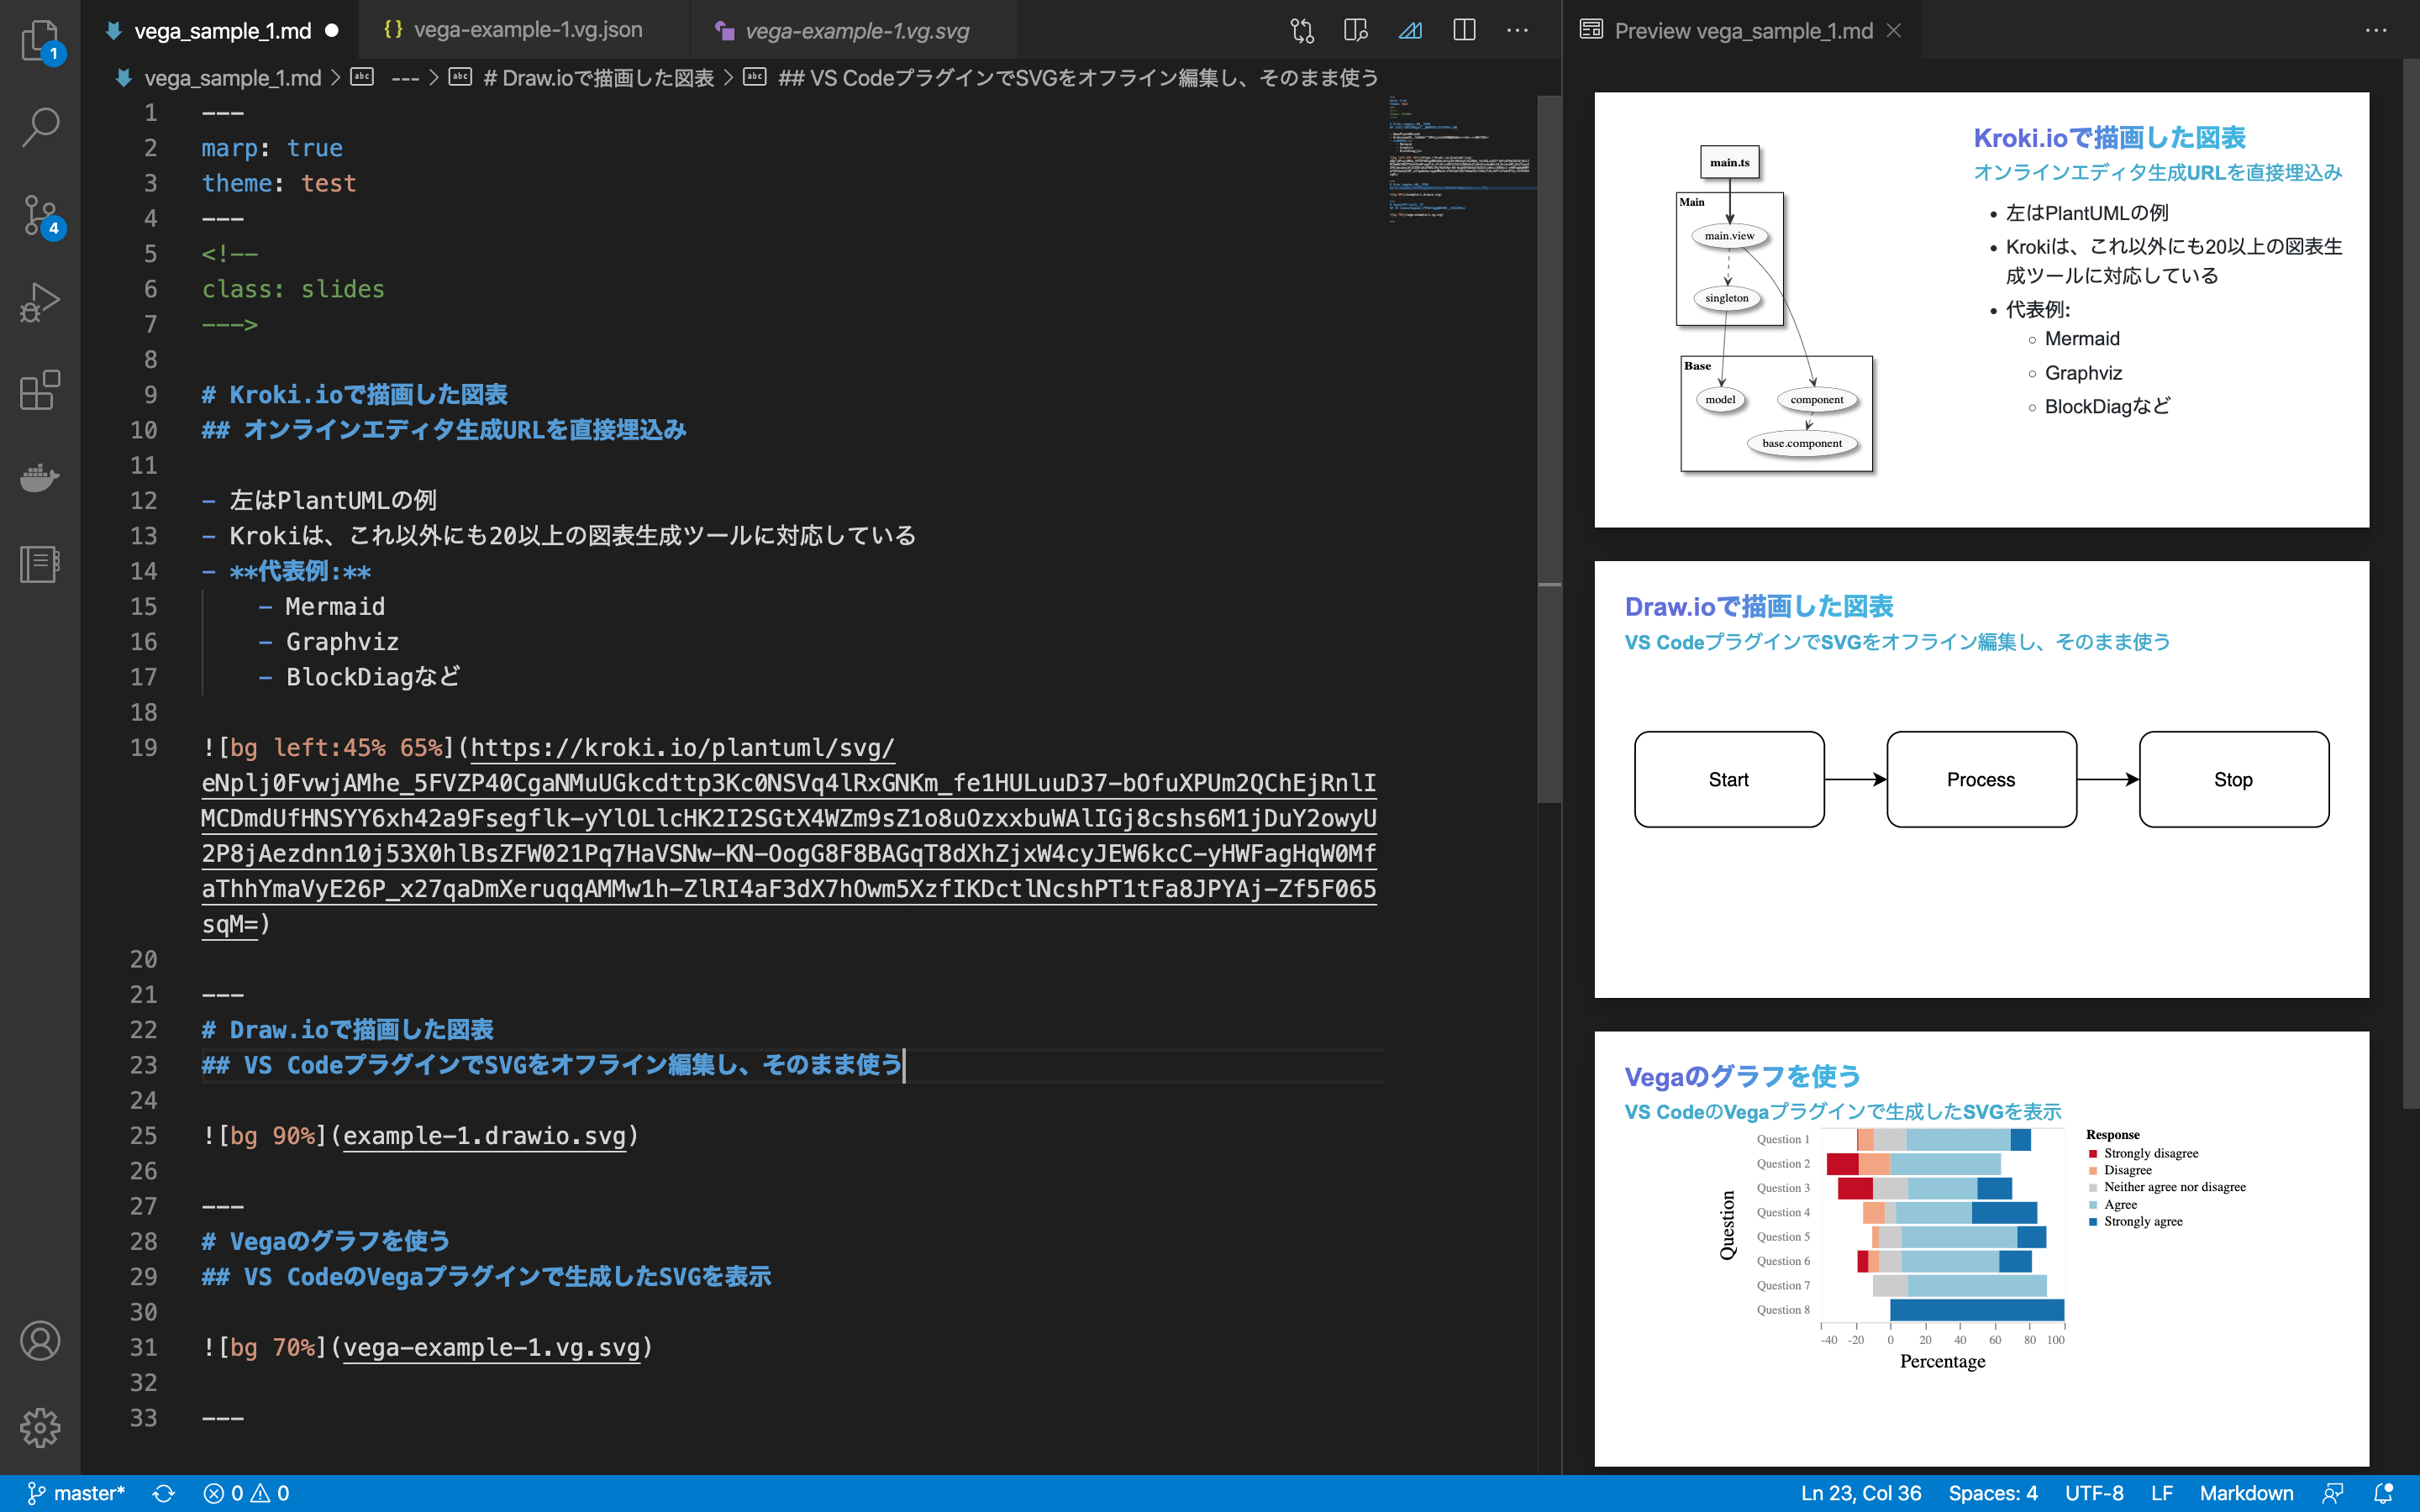 vega_sample_1.md
vega-example-1.vg.json
vega-example-1.vg.svg
Preview vega_sample_1.md
vega_sample_1.md > --- > # Draw.ioで描画した図表 > ## VS CodeプラグインでSVGをオフライン編集し、そのまま使う
1
4
1 ---
2 marp: true
3 theme: test
4 ---
5 <!--
6 class: slides
7 --->
8
9 # Kroki.ioで描画した図表
10 ## オンラインエディタ生成URLを直接埋込み
11
12 - 左はPlantUMLの例
13 - Krokiは、これ以外にも20以上の図表生成ツールに対応している
14 - **代表例:**
15 - Mermaid
16 - Graphviz
17 - BlockDiagなど
18
19 ![bg left:45% 65%](https://kroki.io/plantuml/svg/
eNplj0FvwjAMhe_5FVZP40CgaNMuUGkcdttp3Kc0NSVq4lRxGNKm_fe1HULuuD37-bOfuXPUm2QChEjRnlI
MCDmdUfHNSYY6xh42a9Fsegflk-yYlOLlcHK2I2SGtX4WZm9sZ1o8uOzxxbuWAlIGj8cshs6M1jDuY2owyU
2P8jAezdnn10j53X0hlBsZFW021Pq7HaVSNw-KN-OogG8F8BAGqT8dXhZjxW4cyJEW6kcC-yHWFagHqW0Mf
aThhYmaVyE26P_x27qaDmXeruqqAMMw1h-ZlRI4aF3dX7hOwm5XzfIKDctlNcshPT1tFa8JPYAj-Zf5F065
sqM=)
20
21 ---
22 # Draw.ioで描画した図表
23 ## VS CodeプラグインでSVGをオフライン編集し、そのまま使う
24
25 ![bg 90%](example-1.drawio.svg)
26
27 ---
28 # Vegaのグラフを使う
29 ## VS CodeのVegaプラグインで生成したSVGを表示
30
31 ![bg 70%](vega-example-1.vg.svg)
32
33 ---
main.ts
Main
main.view
singleton
Base
model
component
base.component
Kroki.ioで描画した図表
オンラインエディタ生成URLを直接埋込み
• 左はPlantUMLの例
• Krokiは、これ以外にも20以上の図表生
成ツールに対応している
• 代表例:
○ Mermaid
○ Graphviz
○ BlockDiagなど
Draw.ioで描画した図表
VS CodeプラグインでSVGをオフライン編集し、そのまま使う
Start
Process
Stop
Vegaのグラフを使う
VS CodeのVegaプラグインで生成したSVGを表示
Question
Question 1
Question 2
Question 3
Question 4
Question 5
Question 6
Question 7
Question 8
-40 -20 0 20 40 60 80 100
Percentage
Response
Strongly disagree
Disagree
Neither agree nor disagree
Agree
Strongly agree
master*
0
0
Ln 23, Col 36
Spaces: 4
UTF-8
LF
Markdown